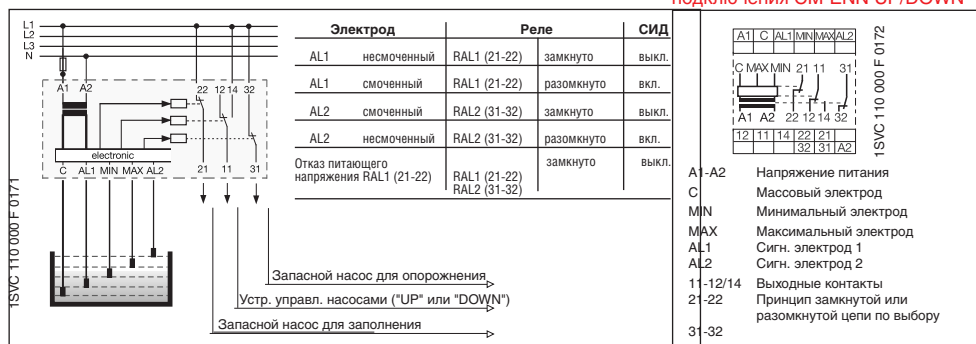 подключения CM-ENN UP/DOWN
L1
L2
L3
N
A1 A2
22 12 14 32
electronic
C AL1 MIN MAX AL2
21 11 31
1SVC 110 000 F 0171
Электрод Реле СИД
AL1 несмоченный RAL1 (21-22) замкнуто выкл.
AL1 смоченный RAL1 (21-22) разомкнуто вкл.
AL2 смоченный RAL2 (31-32) замкнуто выкл.
AL2 несмоченный RAL2 (31-32) разомкнуто вкл.
Отказ питающего замкнуто выкл.
напряжения RAL1 (21-22) RAL1 (21-22)
RAL2 (31-32)
Запасной насос для опорожнения
Устр. управл. насосами ("UP" или "DOWN")
Запасной насос для заполнения
A1 C AL1 MIN MAX AL2
C MAX MIN 21 11 31
A1 A2 22 12 14 32
12 11 14 22 21
32 31 A2
1SVC 110 000 F 0172
A1-A2 Напряжение питания
C Массовый электрод
MIN Минимальный электрод
MAX Максимальный электрод
AL1 Сигн. электрод 1
AL2 Сигн. электрод 2
11-12/14 Выходные контакты
21-22 Принцип замкнутой или
разомкнутой цепи по выбору
31-32